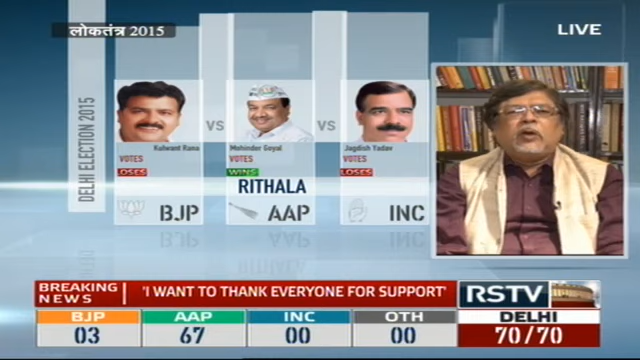 लोकतंत्र 2015
LIVE
DELHI ELECTION 2015
VS
VS
Kulwant Rana
Mohinder Goyal
Jagdish Yadav
VOTES
VOTES
VOTES
LOSES
WINS
LOSES
RITHALA
BJP
AAP
INC
BREAKING NEWS
'I WANT TO THANK EVERYONE FOR SUPPORT'
RSTV
BJP
AAP
INC
OTH
DELHI
03
67
00
00
70/70